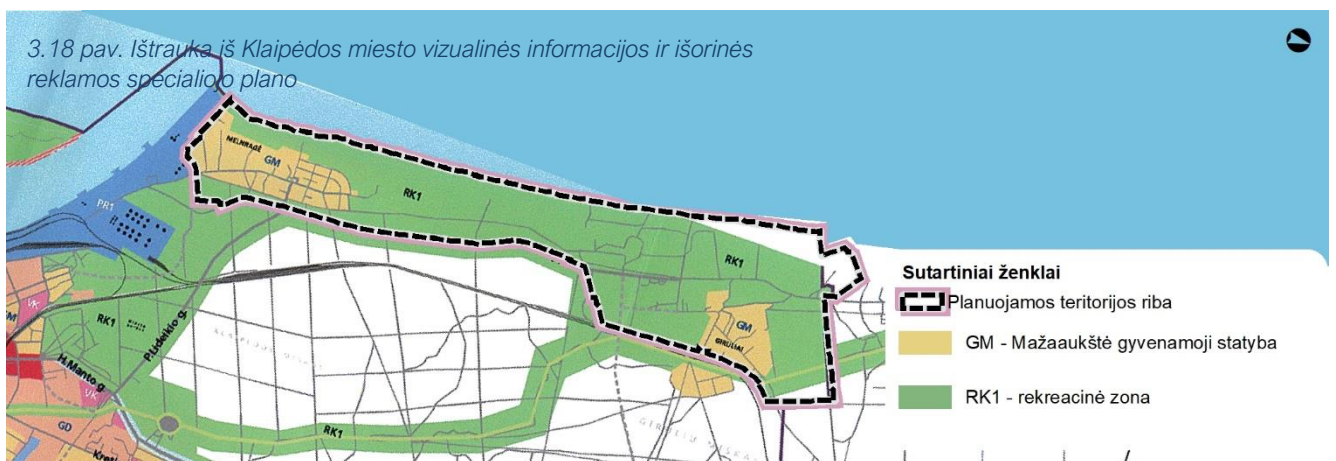 3.18 pav. Ištrauka iš Klaipėdos miesto vizualinės informacijos ir išorinės
reklamos specialiojo plano
MELNRAGĖ
GM
RK1
PR1
RK1
Sutartiniai ženklai
Planuojamos teritorijos riba
GM - Mažaaukštė gyvenamoji statyba
RK1 - rekreacinė zona
GM
GIRULIAI
VK
GM
RK1
P.Lideikio g.
H.Manto g.
VK
GD
RK1